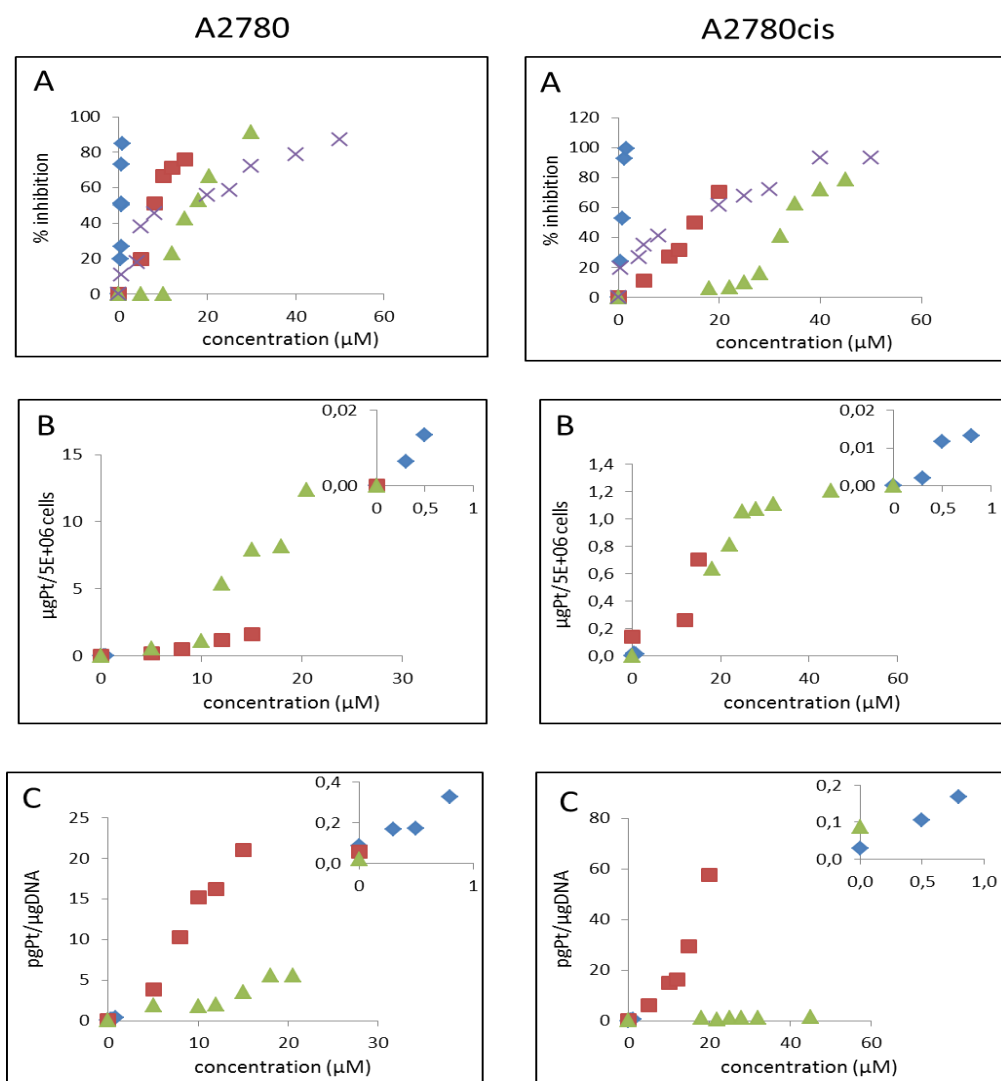 A2780
A2780cis
A
100
80
60
40
20
0
% inhibition
0 20 40 60
concentration (µM)
A
120
100
80
60
40
20
0
% inhibition
0 20 40 60
concentration (µM)
B
15
10
5
0
µgPt/5E+06 cells
0 10 20 30
concentration (µM)
0,02
0,00
0 0,5 1
B
1,4
1,2
1,0
0,8
0,6
0,4
0,2
0,0
µgPt/5E+06 cells
0 20 40 60
concentration (µM)
0,02
0,01
0,00
0 0,5 1
C
25
20
15
10
5
0
pgPt/µgDNA
0 10 20 30
concentration (µM)
0,4
0,2
0,0
0 1
C
80
60
40
20
0
pgPt/µgDNA
0 20 40 60
concentration (µM)
0,2
0,1
0,0
0,0 0,5 1,0